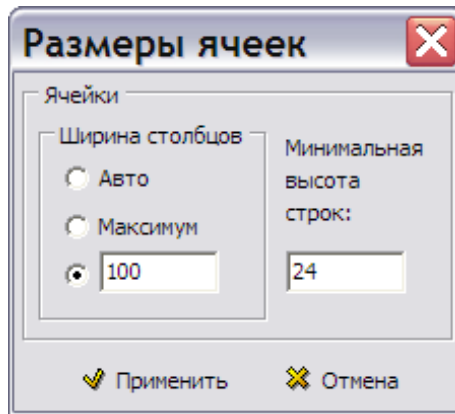 Размеры ячеек
Ячейки
Ширина столбцов
Авто
Максимум
100
Минимальная
высота
строк:
24
Применить
Отмена